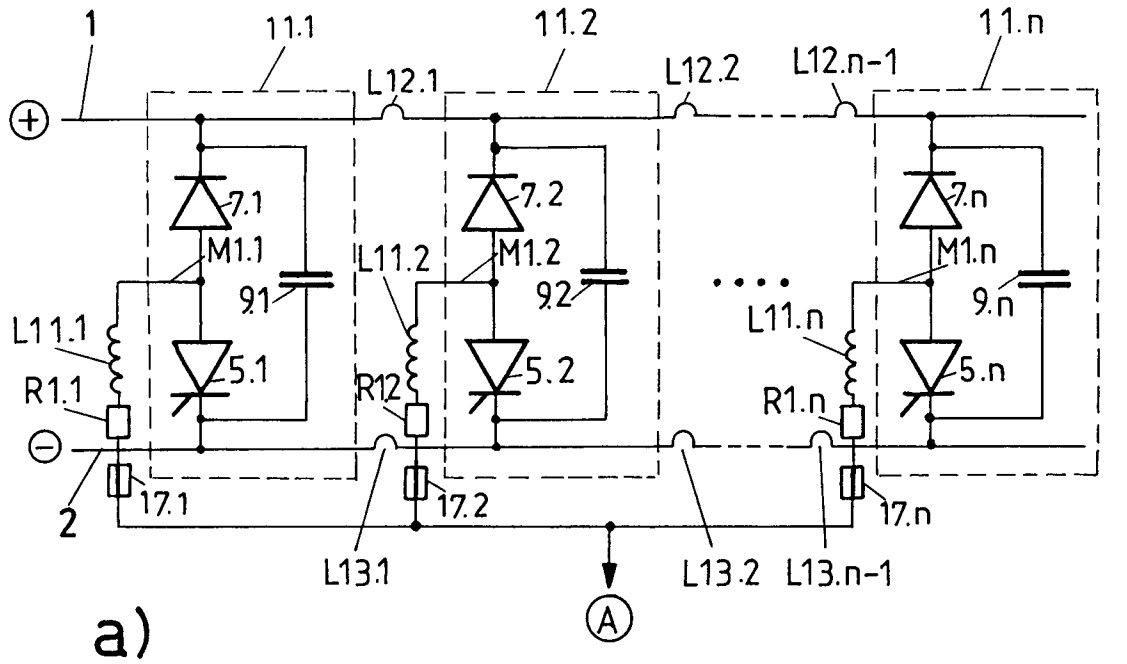 1
11.1
11.2
11.n
L12.1
L12.2
L12.n-1
+
7.1
7.2
7.n
M1.1
L11.2
M1.2
M1.n
9.1
9.2
9.n
L11.1
L11.n
5.1
5.2
5.n
R1.1
R12
R1.n
−
2
17.1
17.2
17.n
L13.1
L13.2
L13.n-1
A
a)